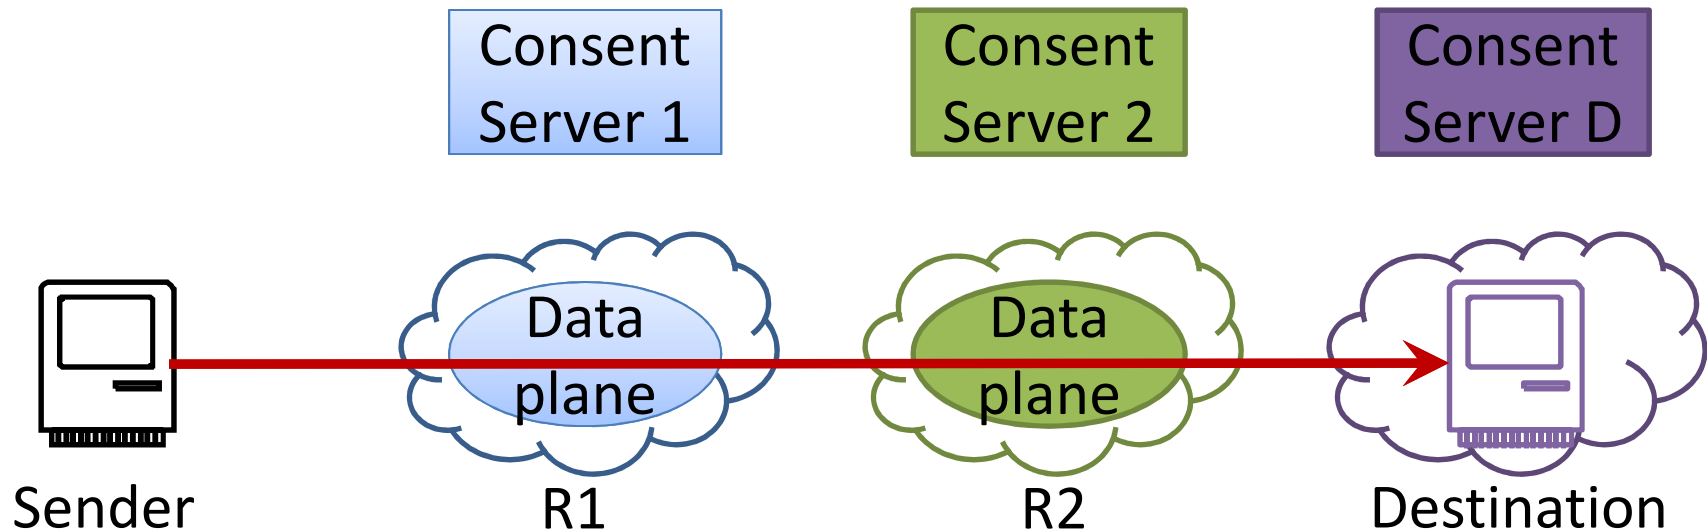 Consent
Server 1
Consent
Server 2
Consent
Server D
Data
plane
Data
plane
Sender
R1
R2
Destination